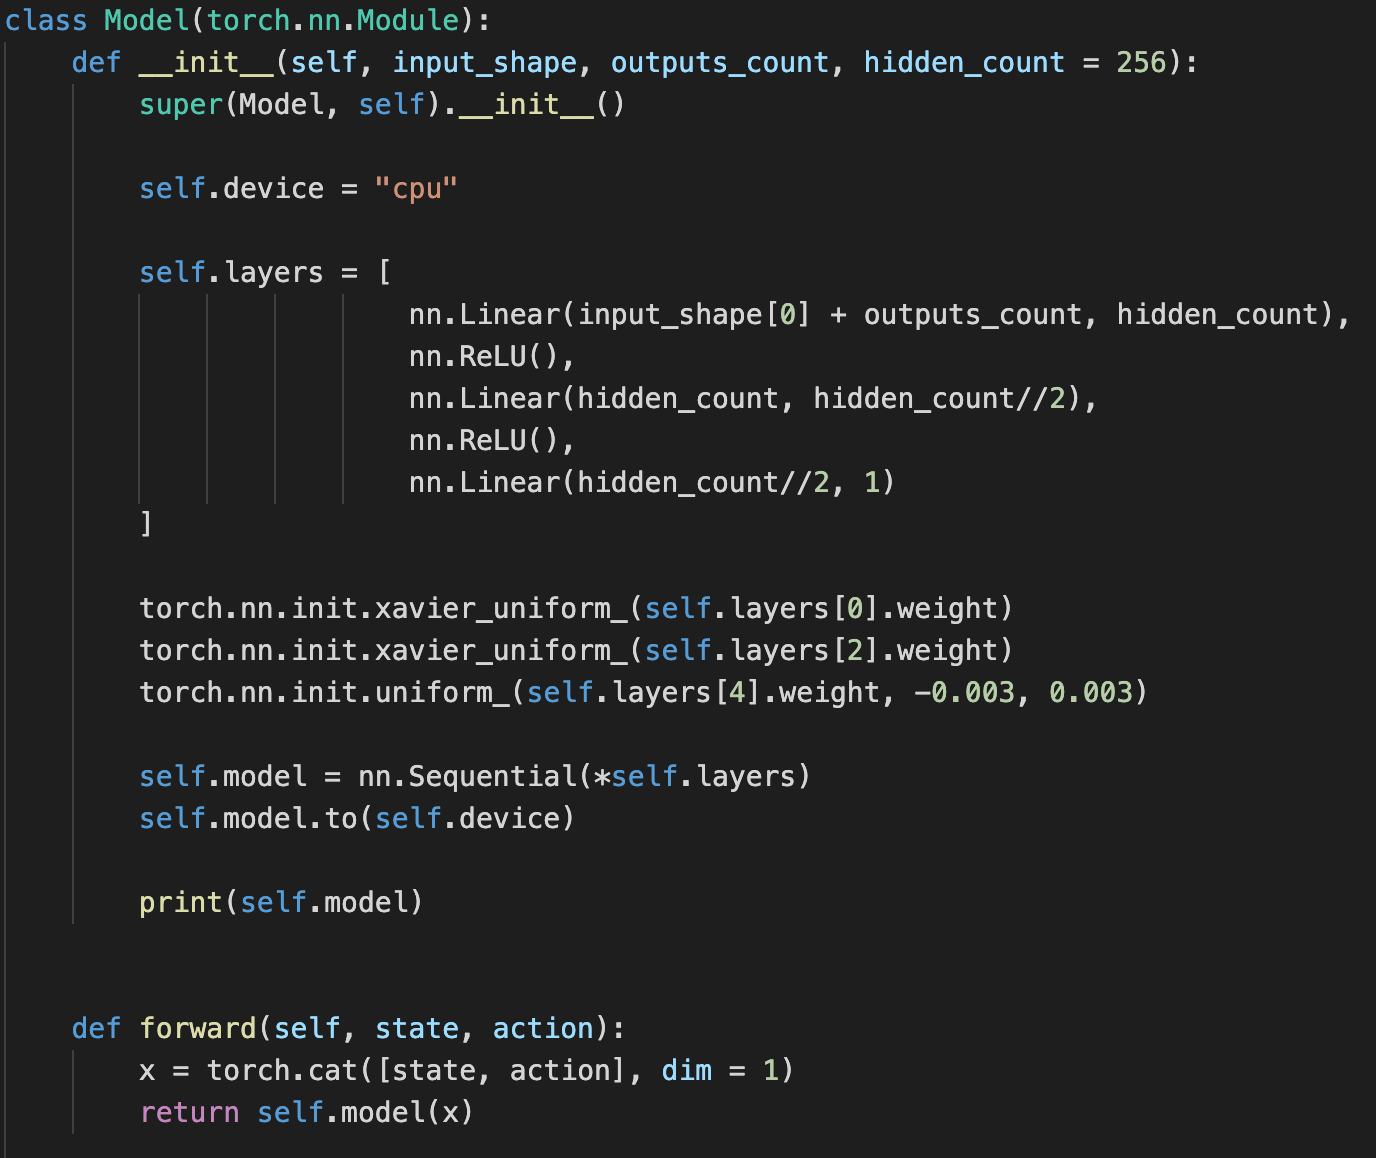 class Model(torch.nn.Module):
    def __init__(self, input_shape, outputs_count, hidden_count = 256):
        super(Model, self).__init__()
        self.device = "cpu"
        self.layers = [
                        nn.Linear(input_shape[0] + outputs_count, hidden_count),
                        nn.ReLU(),
                        nn.Linear(hidden_count, hidden_count//2),
                        nn.ReLU(),
                        nn.Linear(hidden_count//2, 1)
        ]
        torch.nn.init.xavier_uniform_(self.layers[0].weight)
        torch.nn.init.xavier_uniform_(self.layers[2].weight)
        torch.nn.init.uniform_(self.layers[4].weight, -0.003, 0.003)
        self.model = nn.Sequential(*self.layers)
        self.model.to(self.device)
        print(self.model)
    def forward(self, state, action):
        x = torch.cat([state, action], dim = 1)
        return self.model(x)